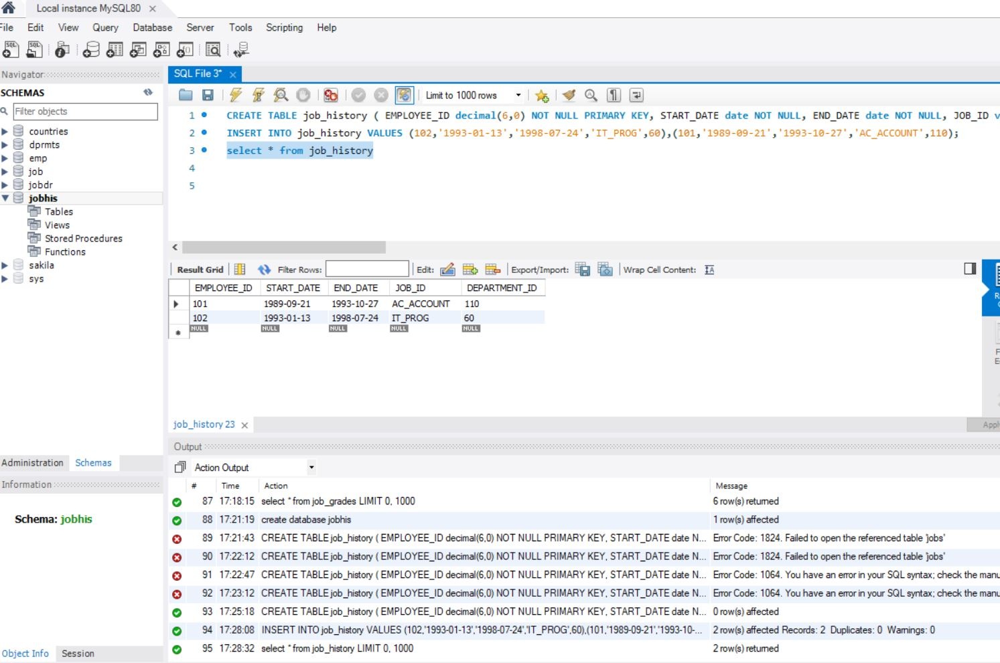 Local instance MySQL80 ×
File Edit View Query Database Server Tools Scripting Help
SQL SQL
Navigator
SCHEMAS
Filter objects
countries
dprmts
emp
job
jobdr
jobhis
Tables
Views
Stored Procedures
Functions
sakila
sys
Administration Schemas
Information
Schema: jobhis
Object Info Session
SQL File 3* ×
Limit to 1000 rows
1 CREATE TABLE job_history ( EMPLOYEE_ID decimal(6,0) NOT NULL PRIMARY KEY, START_DATE date NOT NULL, END_DATE date NOT NULL, JOB_ID v
2 INSERT INTO job_history VALUES (102,'1993-01-13','1998-07-24','IT_PROG',60),(101,'1989-09-21','1993-10-27','AC_ACCOUNT',110);
3 select * from job_history
4
5
Result Grid Filter Rows: Edit: Export/Import: Wrap Cell Content: IA
EMPLOYEE_ID START_DATE END_DATE JOB_ID DEPARTMENT_ID
101 1989-09-21 1993-10-27 AC_ACCOUNT 110
102 1993-01-13 1998-07-24 IT_PROG 60
NULL NULL NULL NULL NULL
job_history 23 ×
Appl
Output
Action Output
# Time Action Message
87 17:18:15 select * from job_grades LIMIT 0, 1000 6 row(s) returned
88 17:21:19 create database jobhis 1 row(s) affected
89 17:21:43 CREATE TABLE job_history ( EMPLOYEE_ID decimal(6,0) NOT NULL PRIMARY KEY, START_DATE date N... Error Code: 1824. Failed to open the referenced table 'jobs'
90 17:22:12 CREATE TABLE job_history ( EMPLOYEE_ID decimal(6,0) NOT NULL PRIMARY KEY, START_DATE date N... Error Code: 1824. Failed to open the referenced table 'jobs'
91 17:22:47 CREATE TABLE job_history ( EMPLOYEE_ID decimal(6,0) NOT NULL PRIMARY KEY, START_DATE date N... Error Code: 1064. You have an error in your SQL syntax; check the manu
92 17:23:12 CREATE TABLE job_history ( EMPLOYEE_ID decimal(6,0) NOT NULL PRIMARY KEY, START_DATE date N... Error Code: 1064. You have an error in your SQL syntax; check the manu
93 17:25:18 CREATE TABLE job_history ( EMPLOYEE_ID decimal(6,0) NOT NULL PRIMARY KEY, START_DATE date N... 0 row(s) affected
94 17:28:08 INSERT INTO job_history VALUES (102,'1993-01-13','1998-07-24','IT_PROG',60),(101,'1989-09-21','1993-10-... 2 row(s) affected Records: 2 Duplicates: 0 Warnings: 0
95 17:28:32 select * from job_history LIMIT 0, 1000 2 row(s) returned